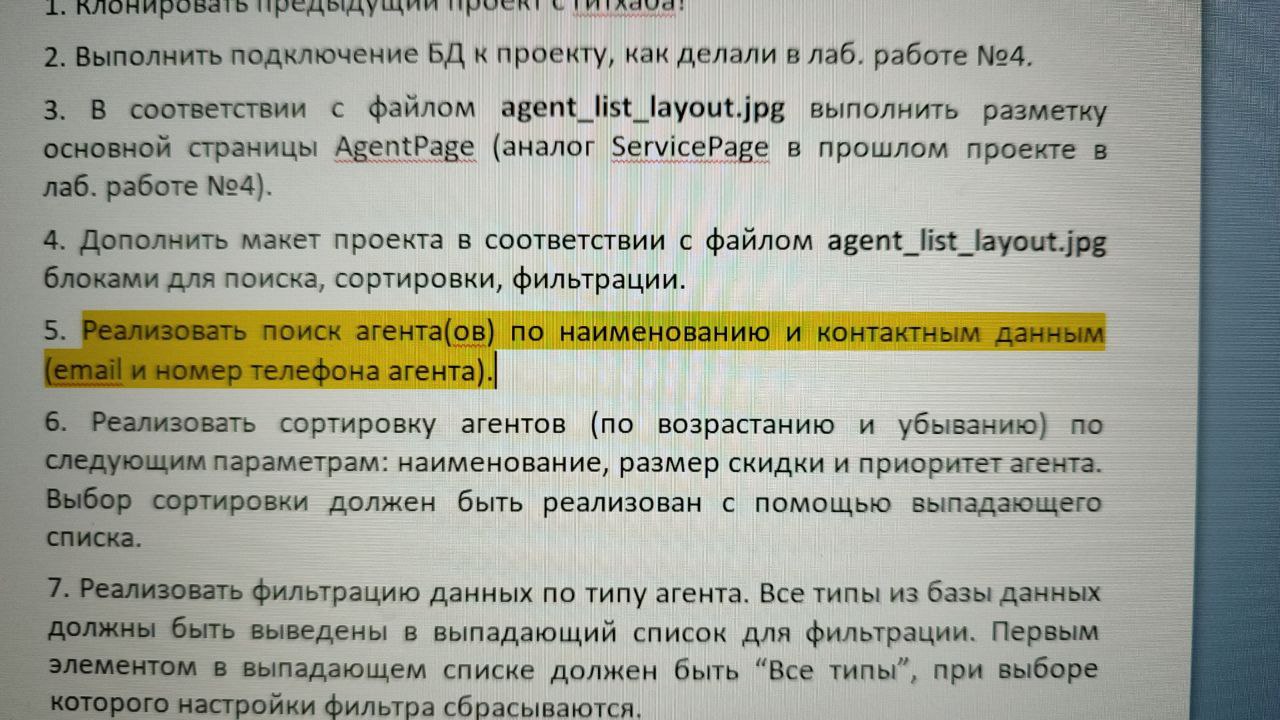 1. Клонировать предыдущий проект с гитхаба!
2. Выполнить подключение БД к проекту, как делали в лаб. работе №4.
3. В соответствии с файлом agent_list_layout.jpg выполнить разметку
основной страницы AgentPage (аналог ServicePage в прошлом проекте в
лаб. работе №4).
4. Дополнить макет проекта в соответствии с файлом agent_list_layout.jpg
блоками для поиска, сортировки, фильтрации.
5. Реализовать поиск агента(ов) по наименованию и контактным данным
(email и номер телефона агента).
6. Реализовать сортировку агентов (по возрастанию и убыванию) по
следующим параметрам: наименование, размер скидки и приоритет агента.
Выбор сортировки должен быть реализован с помощью выпадающего
списка.
7. Реализовать фильтрацию данных по типу агента. Все типы из базы данных
должны быть выведены в выпадающий список для фильтрации. Первым
элементом в выпадающем списке должен быть “Все типы”, при выборе
которого настройки фильтра сбрасываются.